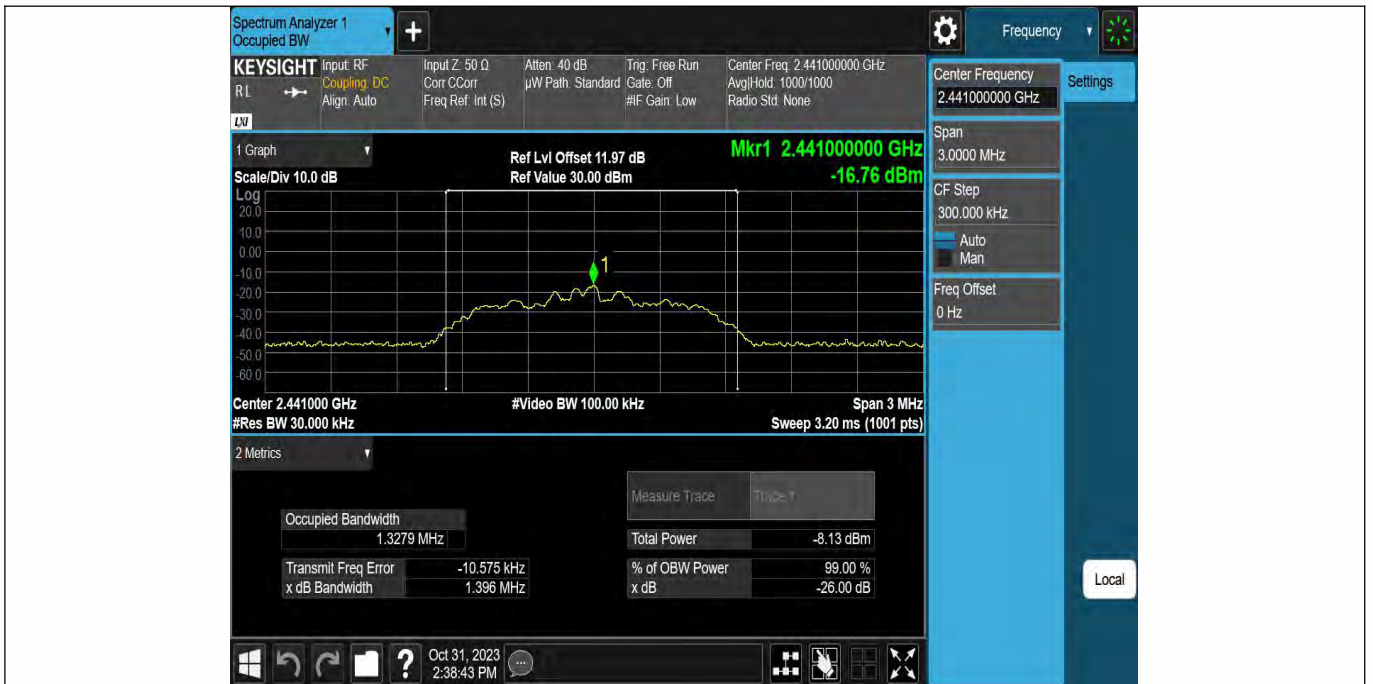 Spectrum Analyzer 1
Occupied BW
+
Frequency
KEYSIGHT
RL
LXI
Input: RF
Coupling: DC
Align: Auto
Input Z: 50 Ω
Corr CCorr
Freq Ref: Int (S)
Atten: 40 dB
µW Path: Standard
Trig: Free Run
Gate: Off
#IF Gain: Low
Center Freq: 2.441000000 GHz
Avg|Hold: 1000/1000
Radio Std: None
Center Frequency
2.441000000 GHz
Settings
Span
3.0000 MHz
CF Step
300.000 kHz
Auto
Man
Freq Offset
0 Hz
Local
1 Graph
Scale/Div 10.0 dB
Ref Lvl Offset 11.97 dB
Ref Value 30.00 dBm
Mkr1 2.441000000 GHz
-16.76 dBm
Log
20.0
10.0
0.00
-10.0
-20.0
-30.0
-40.0
-50.0
-60.0
1
Center 2.441000 GHz
#Video BW 100.00 kHz
Span 3 MHz
#Res BW 30.000 kHz
Sweep 3.20 ms (1001 pts)
2 Metrics
Measure Trace
Trace 1
Occupied Bandwidth
1.3279 MHz
Total Power -8.13 dBm
Transmit Freq Error -10.575 kHz
% of OBW Power 99.00 %
x dB Bandwidth 1.396 MHz
x dB -26.00 dB
?
Oct 31, 2023
2:38:43 PM